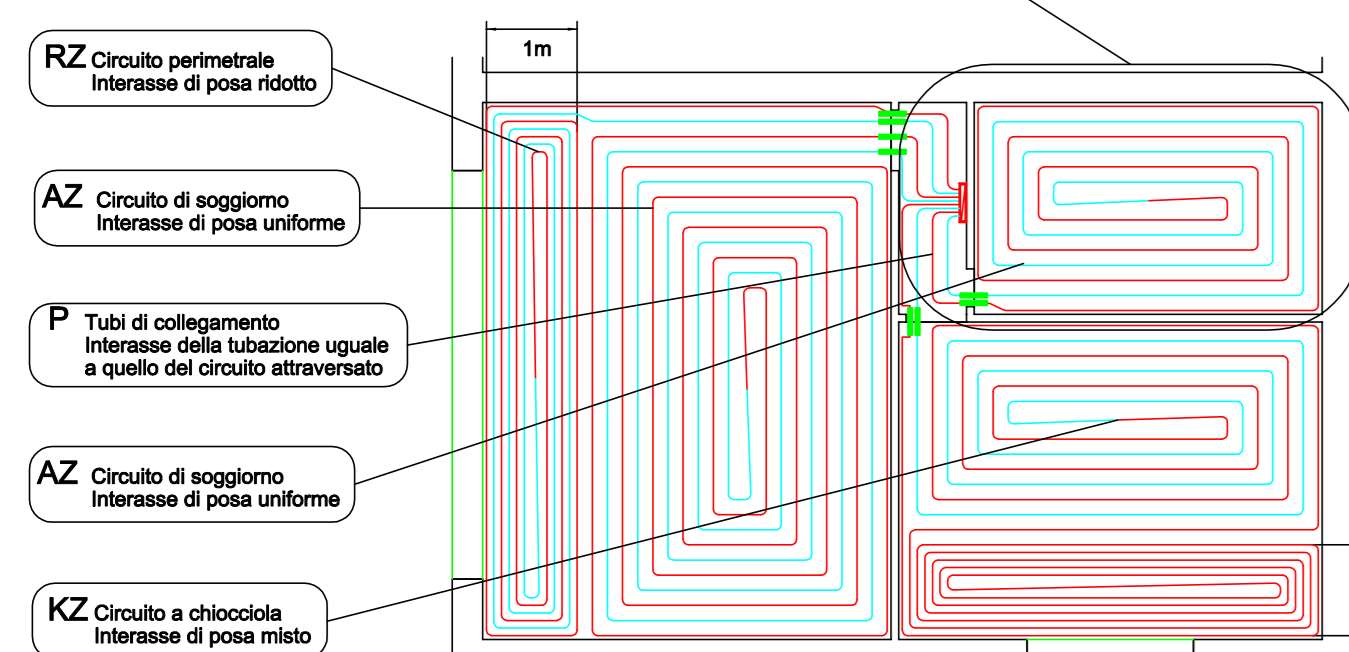 1m
RZ Circuito perimetrale
Interasse di posa ridotto
AZ Circuito di soggiorno
Interasse di posa uniforme
P Tubi di collegamento
Interasse della tubazione uguale
a quello del circuito attraversato
AZ Circuito di soggiorno
Interasse di posa uniforme
KZ Circuito a chiocciola
Interasse di posa misto